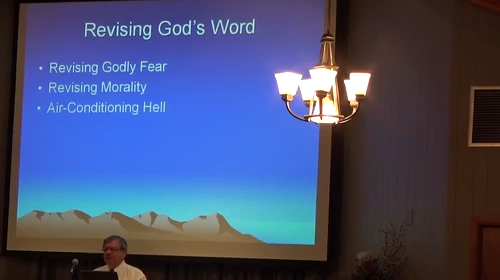 Revising God's Word
• Revising Godly Fear
• Revising Morality
• Air-Conditioning Hell